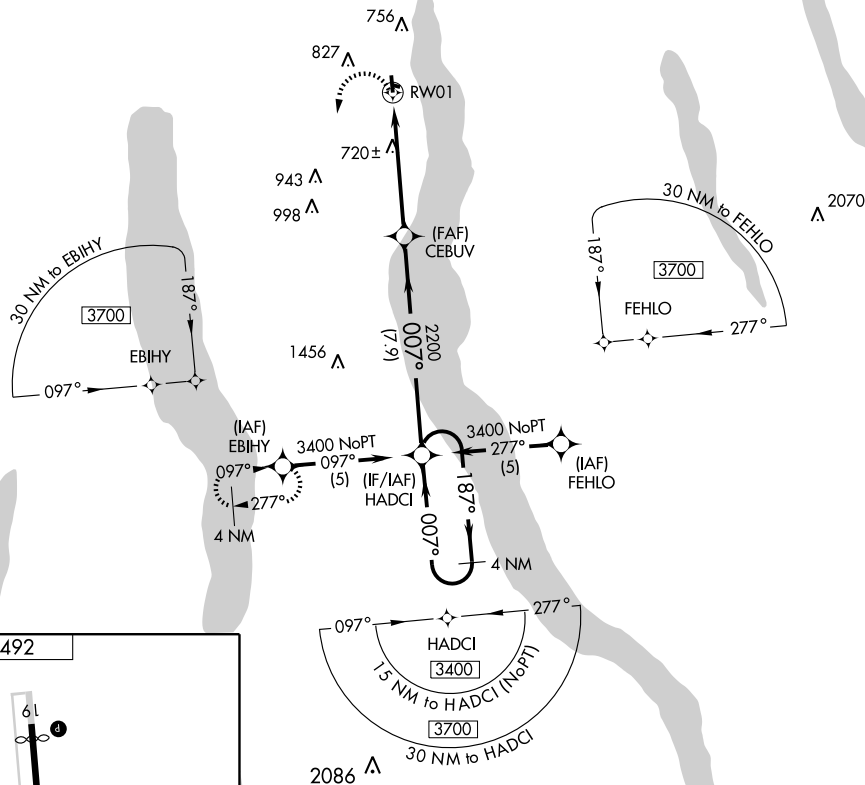 756
827
RW01
720±
943
998
2070
(FAF)
CEBUV
30 NM to EBIHY
187°
3700
EBIHY
097°
30 NM to FEHLO
187°
3700
FEHLO
277°
2200
007°
(7.9)
1456
(IAF)
EBIHY
3400 NoPT
097°
(5)
097°
277°
4 NM
(IF/IAF)
HADCI
3400 NoPT
277°
(5)
(IAF)
FEHLO
187°
007°
4 NM
097°
277°
HADCI
3400
15 NM to HADCI (NoPT)
3700
30 NM to HADCI
2086
492
19
P